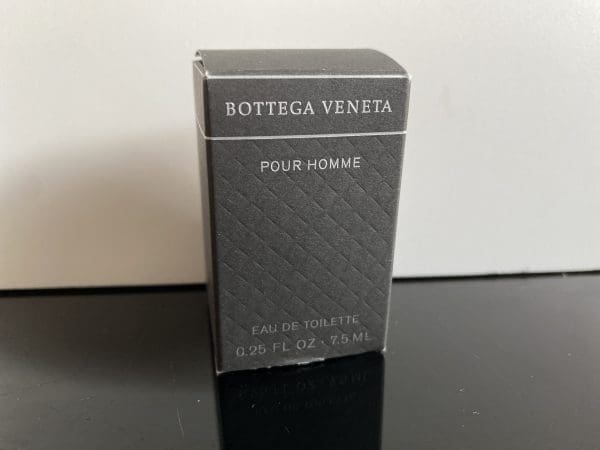 BOTTEGA VENETA
POUR HOMME
EAU DE TOILETTE
0.25 FL OZ · 7.5 ML